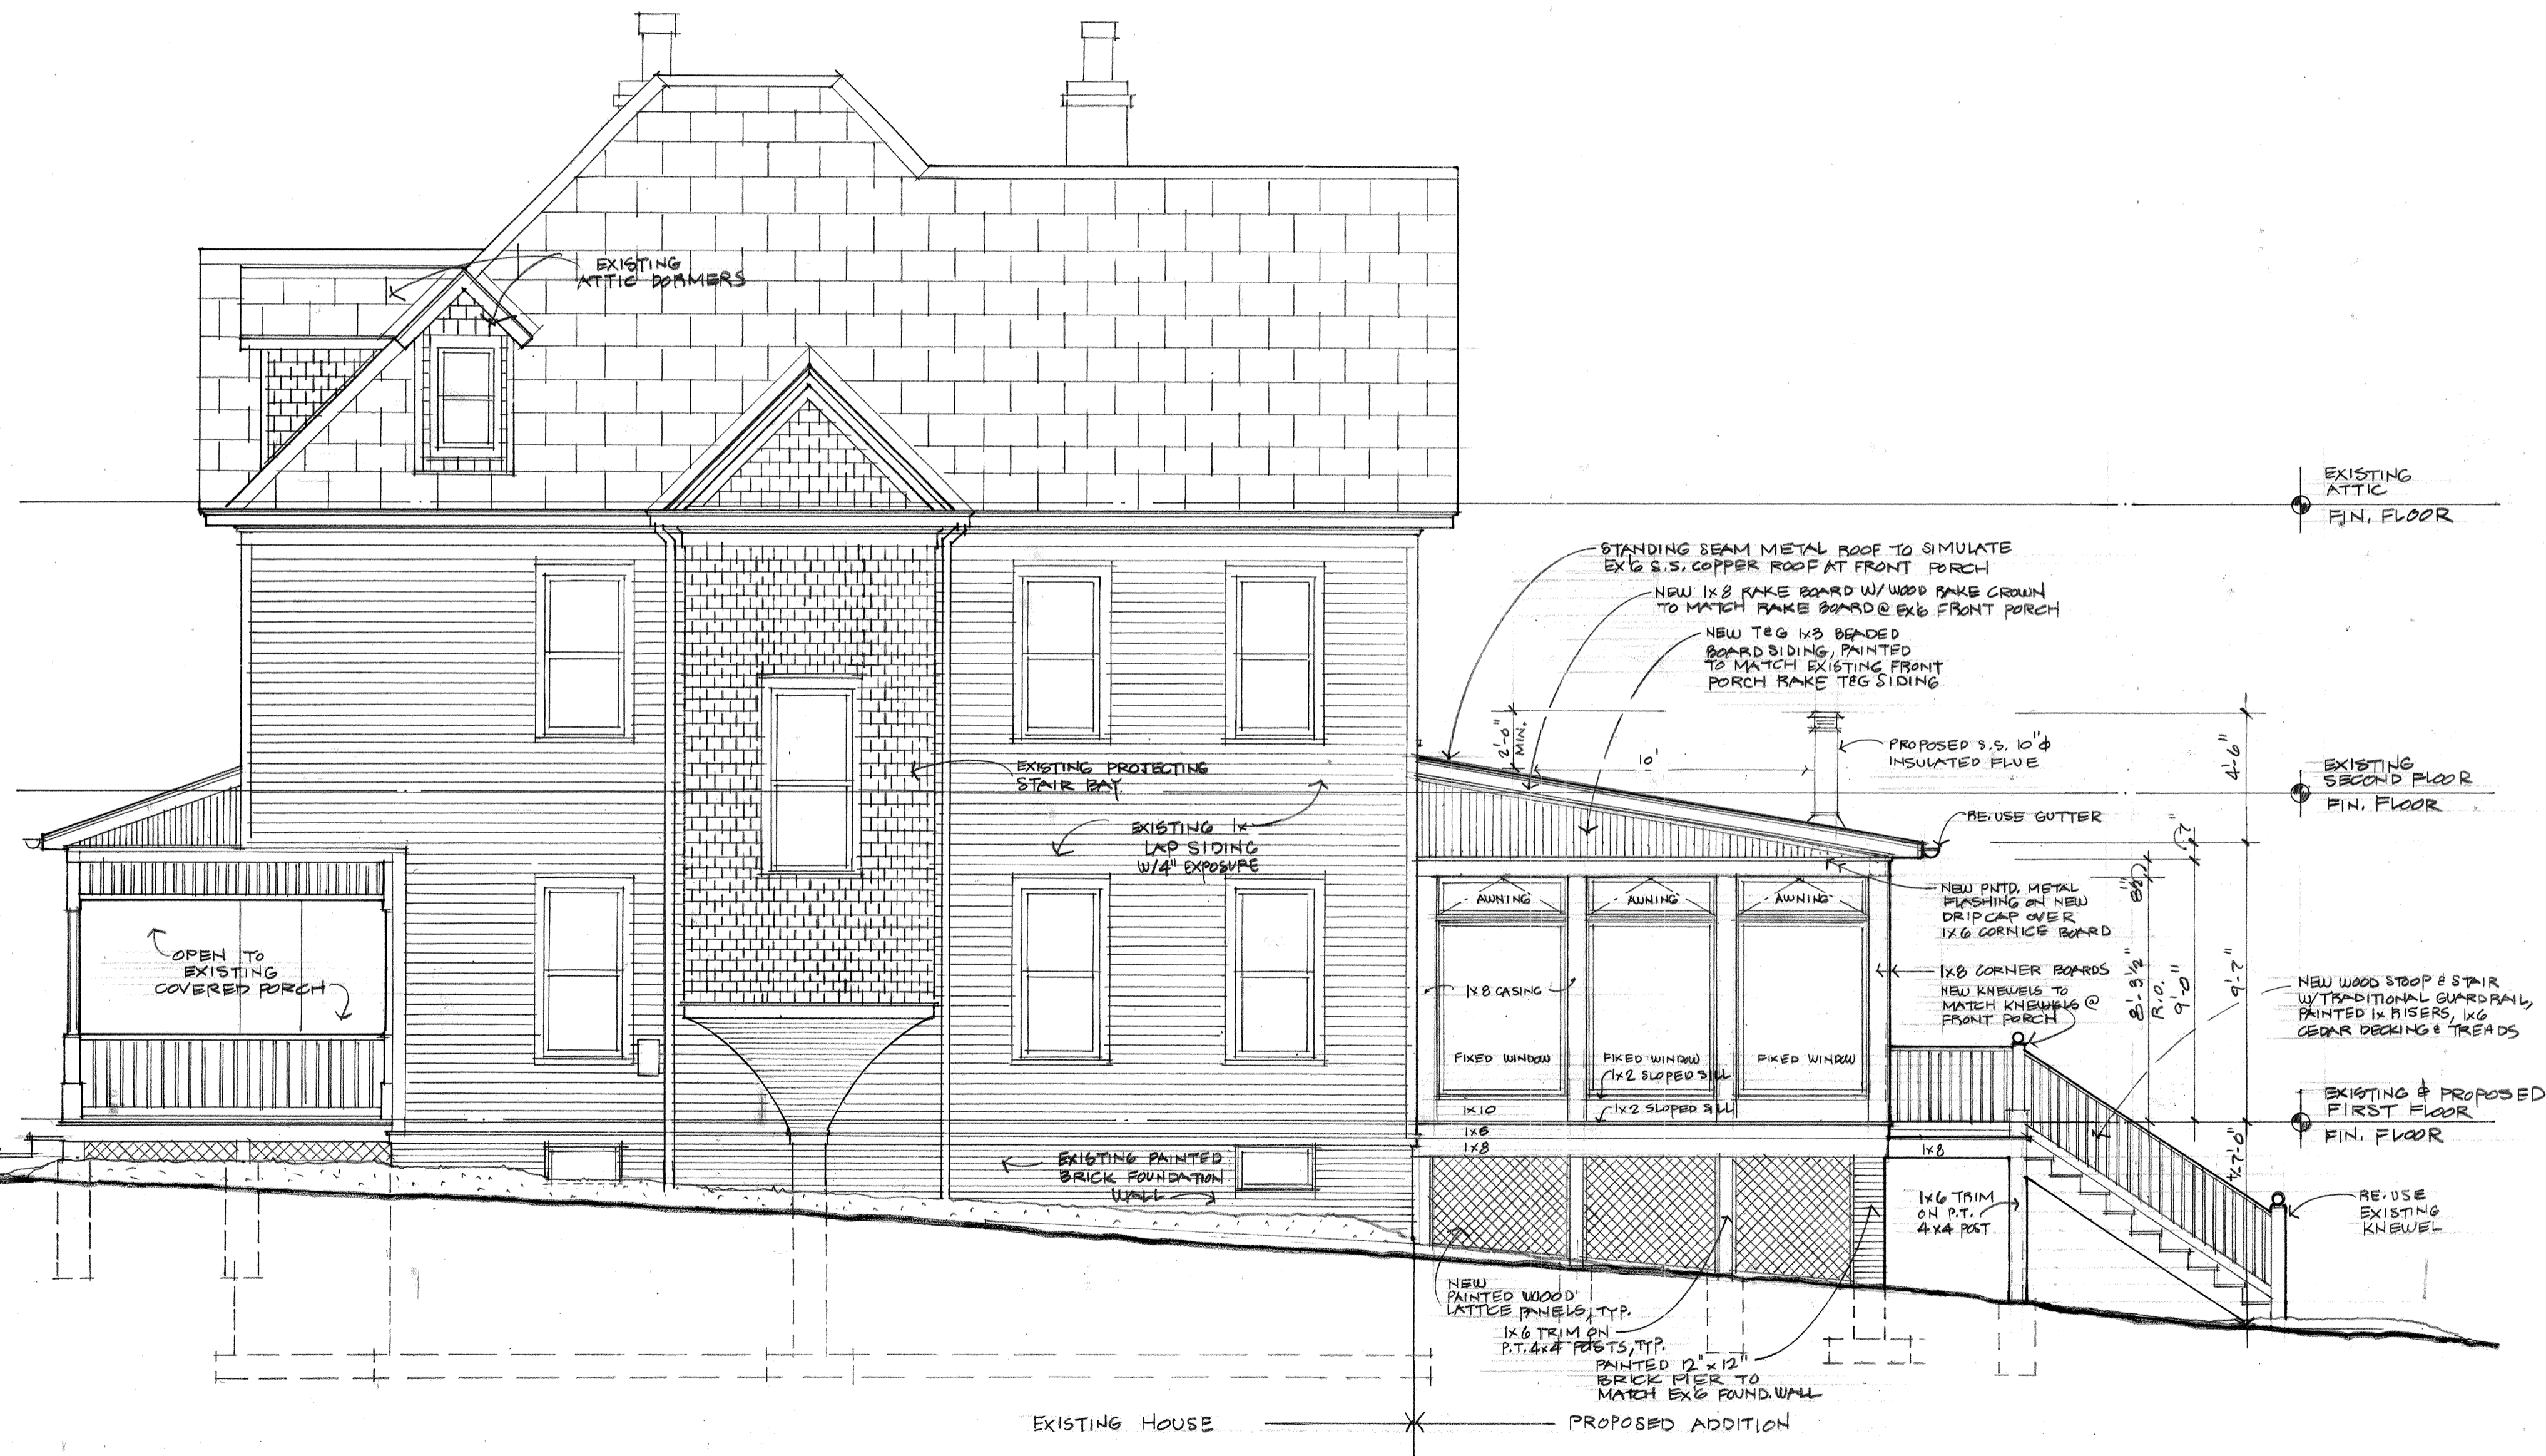 EXISTING
ATTIC DORMERS
EXISTING
ATTIC
FIN. FLOOR
STANDING SEAM METAL ROOF TO SIMULATE
EX'G S.S. COPPER ROOF AT FRONT PORCH
NEW 1x8 RAKE BOARD W/ WOOD RAKE CROWN
TO MATCH RAKE BOARD @ EX'G FRONT PORCH
NEW T&G 1x3 BEADED
BOARD SIDING, PAINTED
TO MATCH EXISTING FRONT
PORCH RAKE T&G SIDING
2'-0"
MIN.
10'
PROPOSED S.S. 10"ϕ
INSULATED FLUE
4'-6"
EXISTING
SECOND FLOOR
FIN. FLOOR
EXISTING PROJECTING
STAIR BAY.
EXISTING 1x
LAP SIDING
W/4" EXPOSURE
RE.USE GUTTER
7"
8½"
NEW PNTD. METAL
FLASHING ON NEW
DRIP CAP OVER
1X6 CORNICE BOARD
AWNING
AWNING
AWNING
OPEN TO
EXISTING
COVERED PORCH
1x8 CASING
1x8 CORNER BOARDS
NEW KNEWELS TO
MATCH KNEWELS @
FRONT PORCH
8'-3½"
R.O.
9'-0"
9'-7"
NEW WOOD STOOP & STAIR
W/TRADITIONAL GUARDRAIL,
PAINTED 1x RISERS, 1x6
CEDAR DECKING & TREADS
FIXED WINDOW
FIXED WINDOW
FIXED WINDOW
1x2 SLOPED SILL
1x10
1x2 SLOPED SILL
1x6
1x8
1x8
EXISTING & PROPOSED
FIRST FLOOR
FIN. FLOOR
+/-7'-0"
EXISTING PAINTED
BRICK FOUNDATION
WALL
1x6 TRIM
ON P.T.
4x4 POST
RE.USE
EXISTING
KNEWEL
NEW
PAINTED WOOD
LATTICE PANELS, TYP.
1x6 TRIM ON
P.T. 4x4 POSTS, TYP.
PAINTED 12"x12"
BRICK PIER TO
MATCH EX'G FOUND. WALL
EXISTING HOUSE
PROPOSED ADDITION